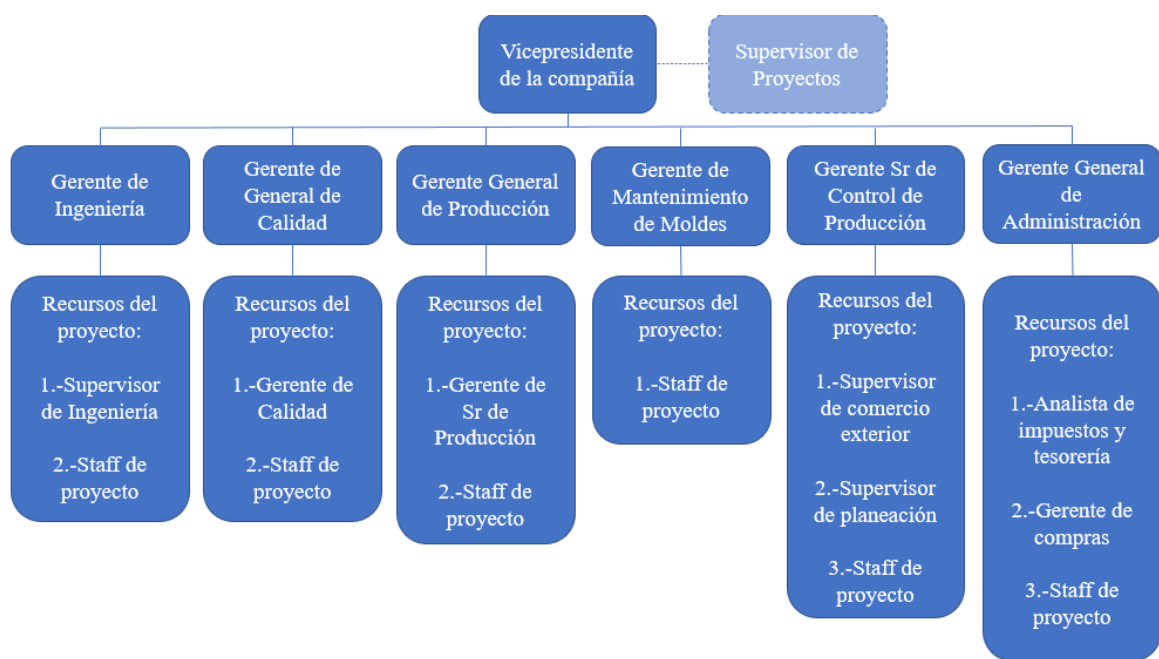 Vicepresidente
de la compañía
Supervisor de
Proyectos
Gerente de
Ingeniería
Gerente de
General de
Calidad
Gerente General
de Producción
Gerente de
Mantenimiento
de Moldes
Gerente Sr de
Control de
Producción
Gerente General
de
Administración
Recursos del
proyecto:
1.-Supervisor
de Ingeniería
2.-Staff de
proyecto
Recursos del
proyecto:
1.-Gerente de
Calidad
2.-Staff de
proyecto
Recursos del
proyecto:
1.-Gerente de
Sr de
Producción
2.-Staff de
proyecto
Recursos del
proyecto:
1.-Staff de
proyecto
Recursos del
proyecto:
1.-Supervisor
de comercio
exterior
2.-Supervisor
de planeación
3.-Staff de
proyecto
Recursos del
proyecto:
1.-Analista de
impuestos y
tesorería
2.-Gerente de
compras
3.-Staff de
proyecto